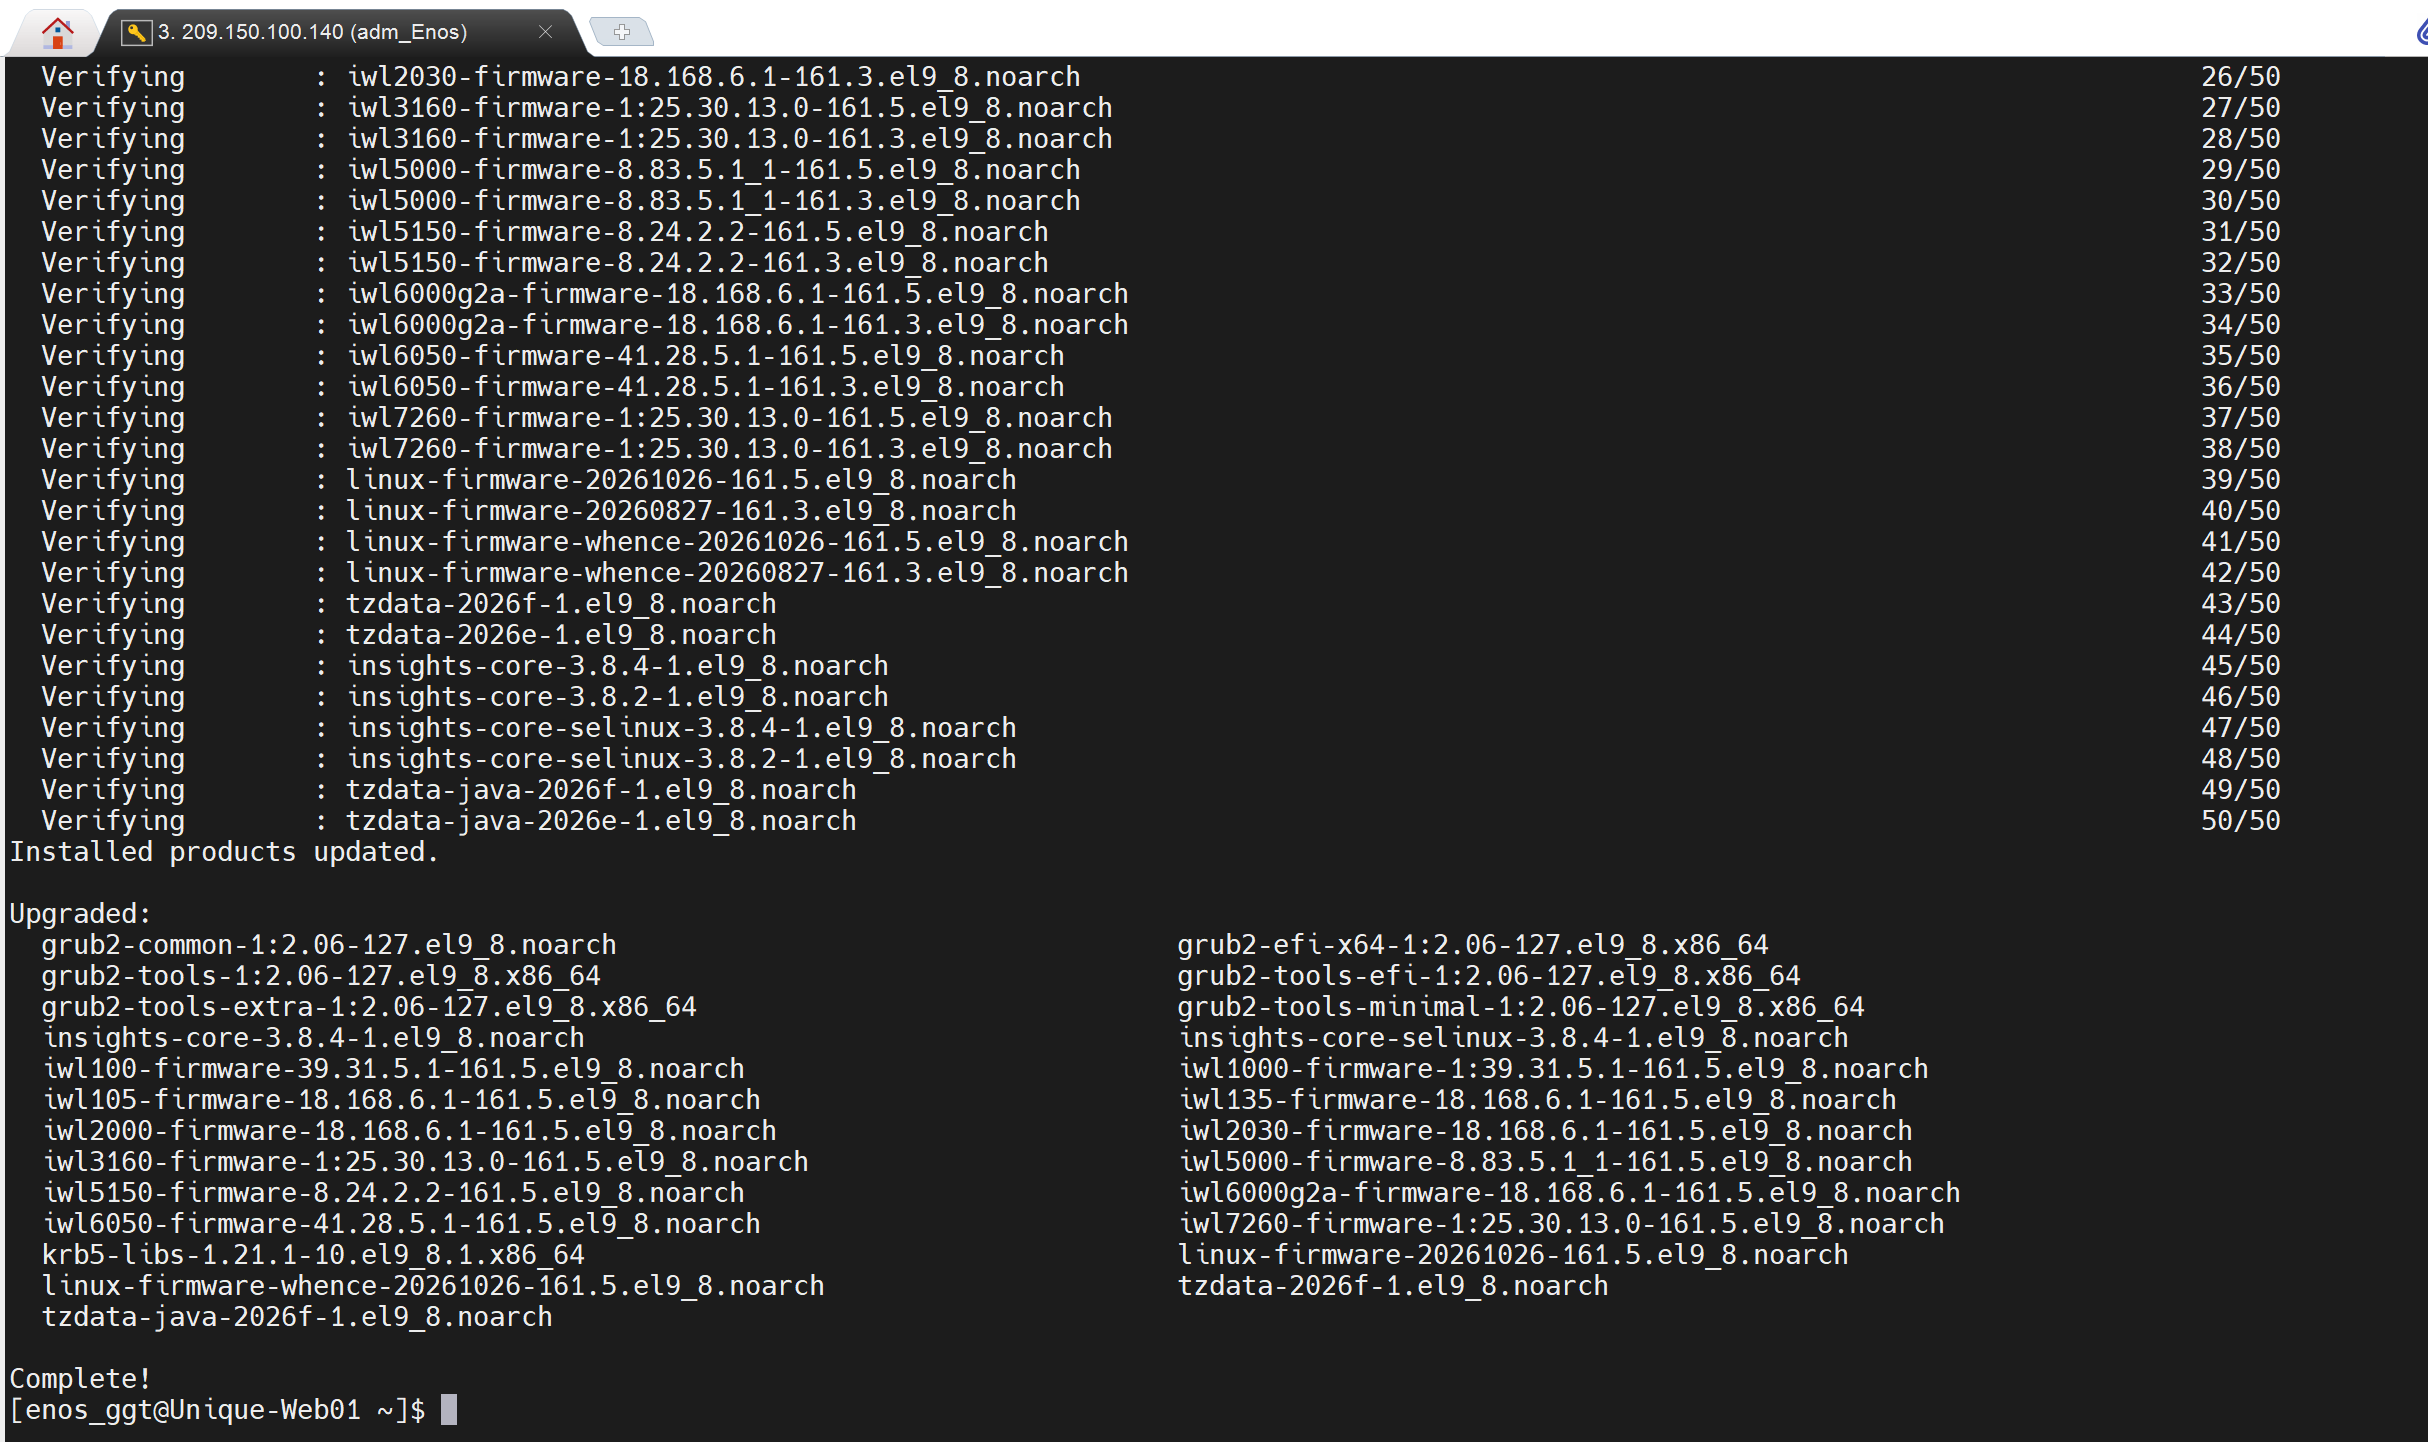 3. 209.150.100.140 (adm_Enos)
Verifying : iwl2030-firmware-18.168.6.1-161.3.el9_8.noarch 26/50
Verifying : iwl3160-firmware-1:25.30.13.0-161.5.el9_8.noarch 27/50
Verifying : iwl3160-firmware-1:25.30.13.0-161.3.el9_8.noarch 28/50
Verifying : iwl5000-firmware-8.83.5.1_1-161.5.el9_8.noarch 29/50
Verifying : iwl5000-firmware-8.83.5.1_1-161.3.el9_8.noarch 30/50
Verifying : iwl5150-firmware-8.24.2.2-161.5.el9_8.noarch 31/50
Verifying : iwl5150-firmware-8.24.2.2-161.3.el9_8.noarch 32/50
Verifying : iwl6000g2a-firmware-18.168.6.1-161.5.el9_8.noarch 33/50
Verifying : iwl6000g2a-firmware-18.168.6.1-161.3.el9_8.noarch 34/50
Verifying : iwl6050-firmware-41.28.5.1-161.5.el9_8.noarch 35/50
Verifying : iwl6050-firmware-41.28.5.1-161.3.el9_8.noarch 36/50
Verifying : iwl7260-firmware-1:25.30.13.0-161.5.el9_8.noarch 37/50
Verifying : iwl7260-firmware-1:25.30.13.0-161.3.el9_8.noarch 38/50
Verifying : linux-firmware-20261026-161.5.el9_8.noarch 39/50
Verifying : linux-firmware-20260827-161.3.el9_8.noarch 40/50
Verifying : linux-firmware-whence-20261026-161.5.el9_8.noarch 41/50
Verifying : linux-firmware-whence-20260827-161.3.el9_8.noarch 42/50
Verifying : tzdata-2026f-1.el9_8.noarch 43/50
Verifying : tzdata-2026e-1.el9_8.noarch 44/50
Verifying : insights-core-3.8.4-1.el9_8.noarch 45/50
Verifying : insights-core-3.8.2-1.el9_8.noarch 46/50
Verifying : insights-core-selinux-3.8.4-1.el9_8.noarch 47/50
Verifying : insights-core-selinux-3.8.2-1.el9_8.noarch 48/50
Verifying : tzdata-java-2026f-1.el9_8.noarch 49/50
Verifying : tzdata-java-2026e-1.el9_8.noarch 50/50
Installed products updated.
Upgraded:
grub2-common-1:2.06-127.el9_8.noarch grub2-efi-x64-1:2.06-127.el9_8.x86_64
grub2-tools-1:2.06-127.el9_8.x86_64 grub2-tools-efi-1:2.06-127.el9_8.x86_64
grub2-tools-extra-1:2.06-127.el9_8.x86_64 grub2-tools-minimal-1:2.06-127.el9_8.x86_64
insights-core-3.8.4-1.el9_8.noarch insights-core-selinux-3.8.4-1.el9_8.noarch
iwl100-firmware-39.31.5.1-161.5.el9_8.noarch iwl1000-firmware-1:39.31.5.1-161.5.el9_8.noarch
iwl105-firmware-18.168.6.1-161.5.el9_8.noarch iwl135-firmware-18.168.6.1-161.5.el9_8.noarch
iwl2000-firmware-18.168.6.1-161.5.el9_8.noarch iwl2030-firmware-18.168.6.1-161.5.el9_8.noarch
iwl3160-firmware-1:25.30.13.0-161.5.el9_8.noarch iwl5000-firmware-8.83.5.1_1-161.5.el9_8.noarch
iwl5150-firmware-8.24.2.2-161.5.el9_8.noarch iwl6000g2a-firmware-18.168.6.1-161.5.el9_8.noarch
iwl6050-firmware-41.28.5.1-161.5.el9_8.noarch iwl7260-firmware-1:25.30.13.0-161.5.el9_8.noarch
krb5-libs-1.21.1-10.el9_8.1.x86_64 linux-firmware-20261026-161.5.el9_8.noarch
linux-firmware-whence-20261026-161.5.el9_8.noarch tzdata-2026f-1.el9_8.noarch
tzdata-java-2026f-1.el9_8.noarch
Complete!
[enos_ggt@Unique-Web01 ~]$